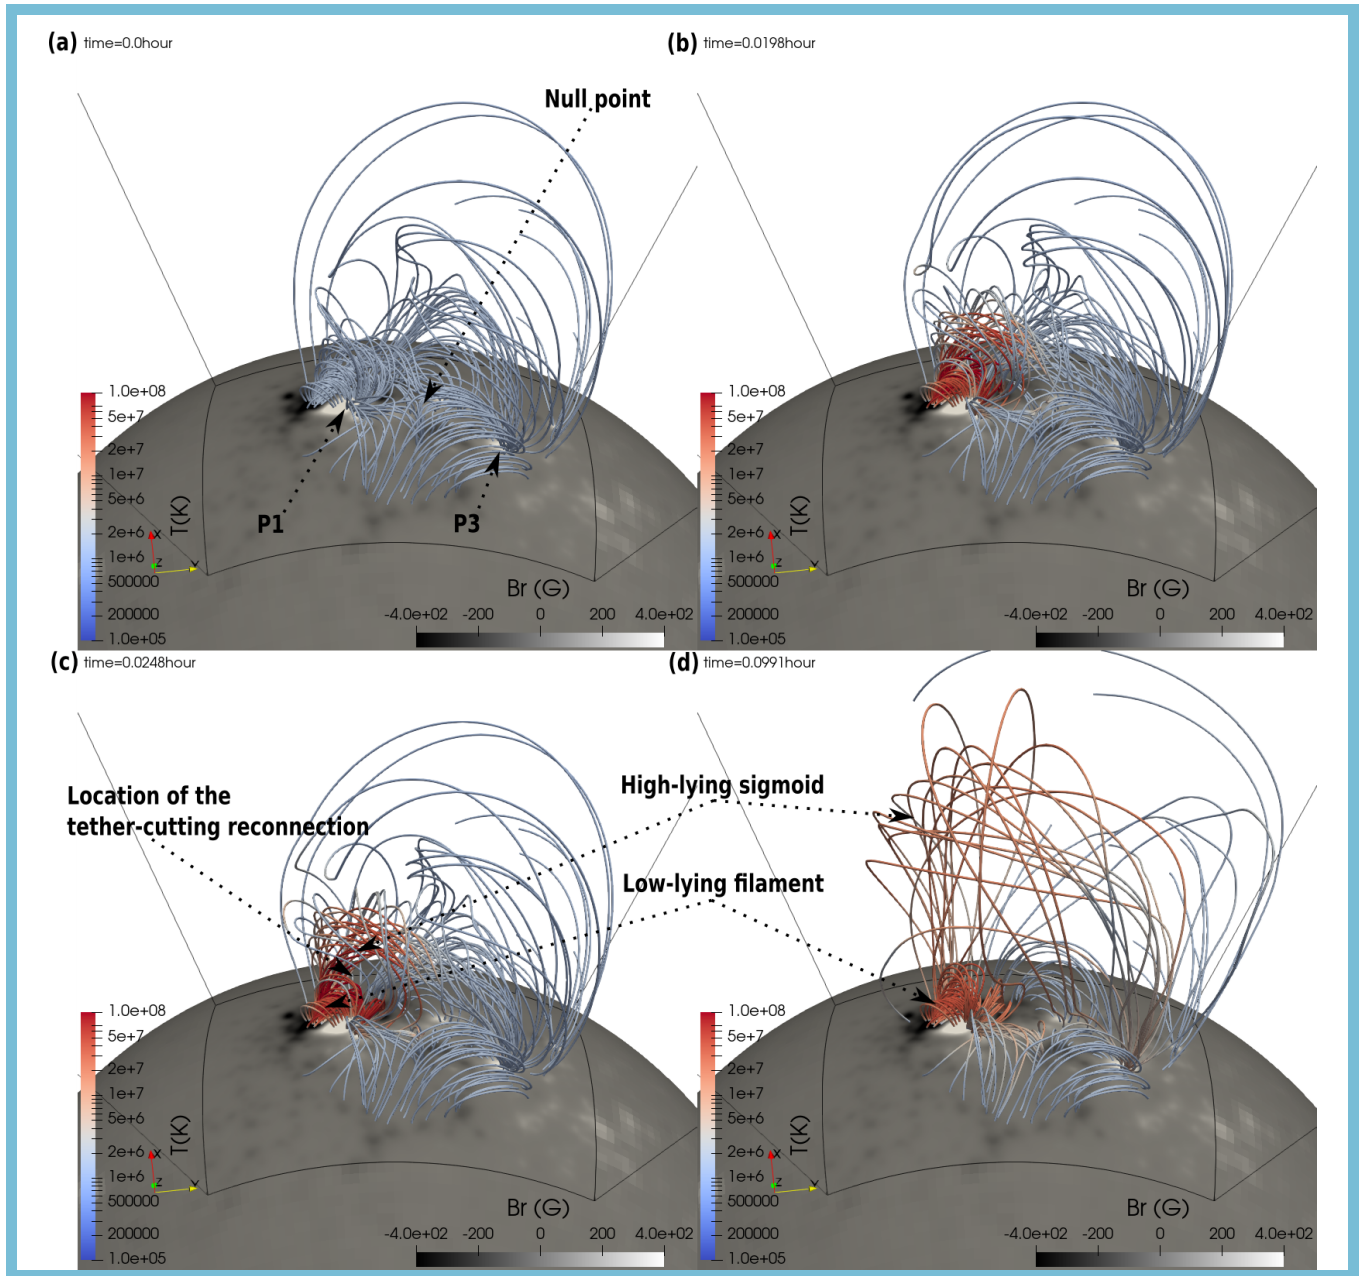 (a) time=0.0hour
Null point
1.0e+08
5e+7
2e+7
1e+7
5e+6
2e+6
1e+6
500000
200000
1.0e+05
T(K)
X
Z
Y
P1
P3
Br (G)
-4.0e+02 -200 0 200 4.0e+02
(b) time=0.0198hour
1.0e+08
5e+7
2e+7
1e+7
5e+6
2e+6
1e+6
500000
200000
1.0e+05
T(K)
X
Z
Y
Br (G)
-4.0e+02 -200 0 200 4.0e+02
(c) time=0.0248hour
Location of the
tether-cutting reconnection
High-lying sigmoid
Low-lying filament
1.0e+08
5e+7
2e+7
1e+7
5e+6
2e+6
1e+6
500000
200000
1.0e+05
T(K)
X
Z
Y
Br (G)
-4.0e+02 -200 0 200 4.0e+02
(d) time=0.0991hour
1.0e+08
5e+7
2e+7
1e+7
5e+6
2e+6
1e+6
500000
200000
1.0e+05
T(K)
X
Z
Y
Br (G)
-4.0e+02 -200 0 200 4.0e+02